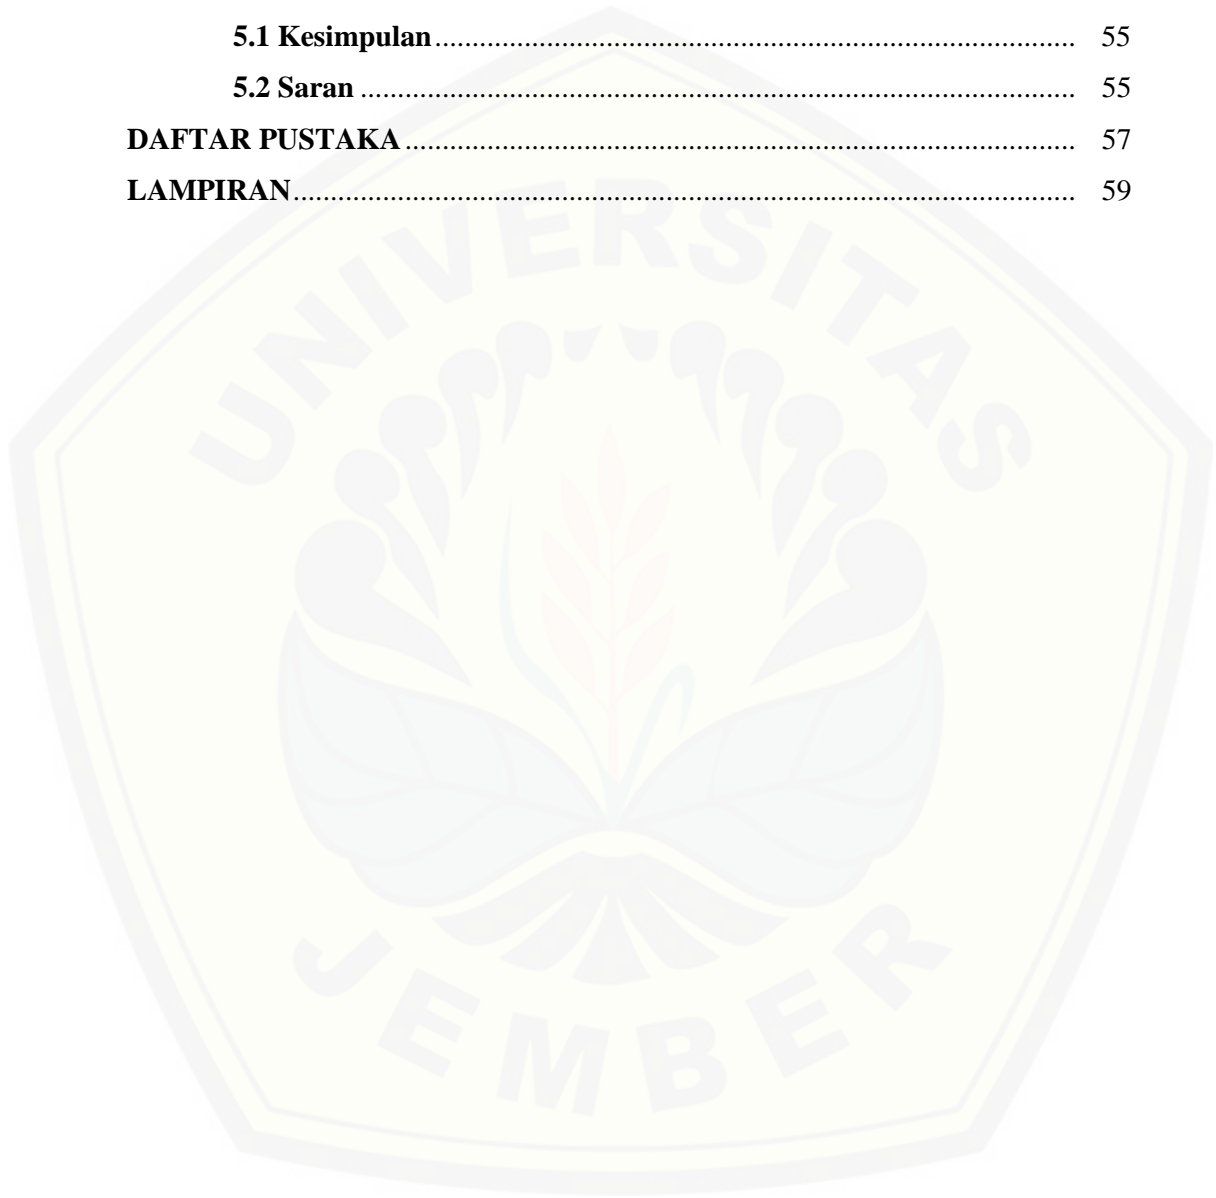 5.1 Kesimpulan........................................................................................ 55
5.2 Saran.................................................................................................. 55
DAFTAR PUSTAKA............................................................................................ 57
LAMPIRAN........................................................................................................... 59
UNIVERSITAS
JEMBER